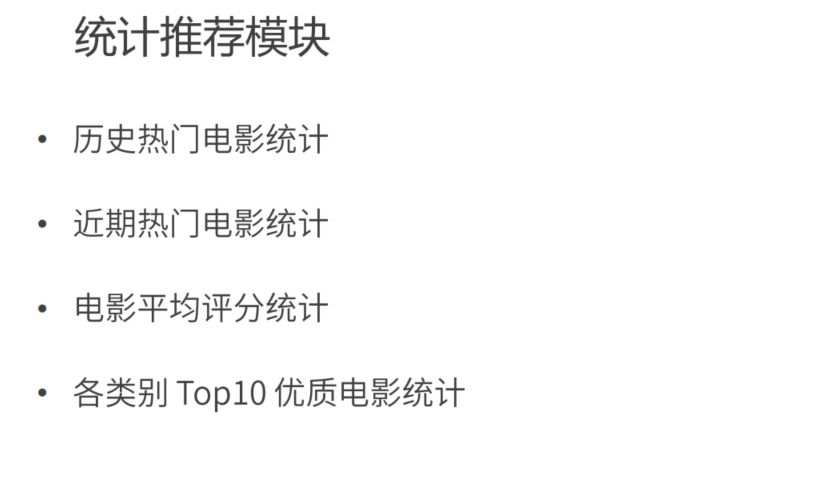 统计推荐模块
• 历史热门电影统计
• 近期热门电影统计
• 电影平均评分统计
• 各类别 Top10 优质电影统计